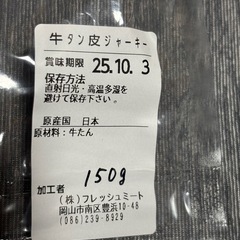 牛タン皮ジャーキー
賞味期限 25.10. 3
保存方法
直射日光・高温多湿を
避けて保存下さい。
原産国 日本
原材料:牛たん
150g
加工者
(株)フレッシュミート
岡山市南区豊浜10-48
(086)239-8929